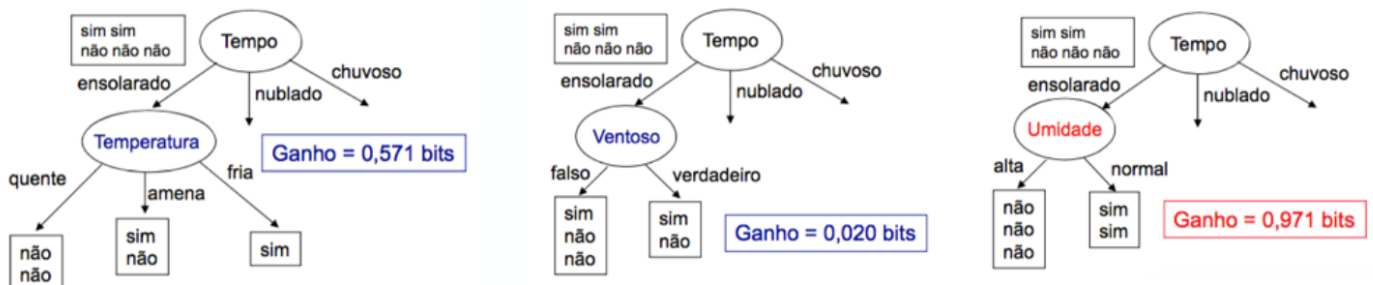 sim sim
não não não
Tempo
ensolarado
nublado
chuvoso
Temperatura
Ganho = 0,571 bits
quente
amena
fria
não
não
sim
não
sim
sim sim
não não não
Tempo
ensolarado
nublado
chuvoso
Ventoso
falso
verdadeiro
sim
não
não
sim
não
Ganho = 0,020 bits
sim sim
não não não
Tempo
ensolarado
nublado
chuvoso
Umidade
alta
normal
não
não
não
sim
sim
Ganho = 0,971 bits